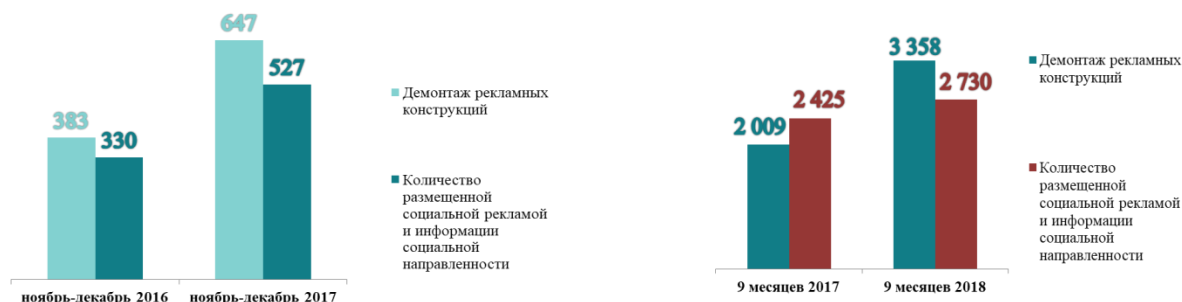 647
527
383
330
Демонтаж рекламных
конструкций
Количество
размещенной
социальной рекламой
и информации
социальной
направленности
ноябрь-декабрь 2016
ноябрь-декабрь 2017
3 358
2 730
2 425
2 009
Демонтаж рекламных
конструкций
Количество
размещенной
социальной рекламой
и информации
социальной
направленности
9 месяцев 2017
9 месяцев 2018